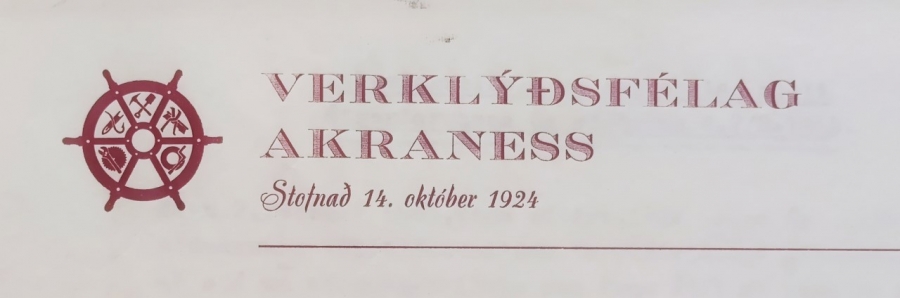 VERKLÝÐSFÉLAG
AKRANESS
Stofnað 14. október 1924